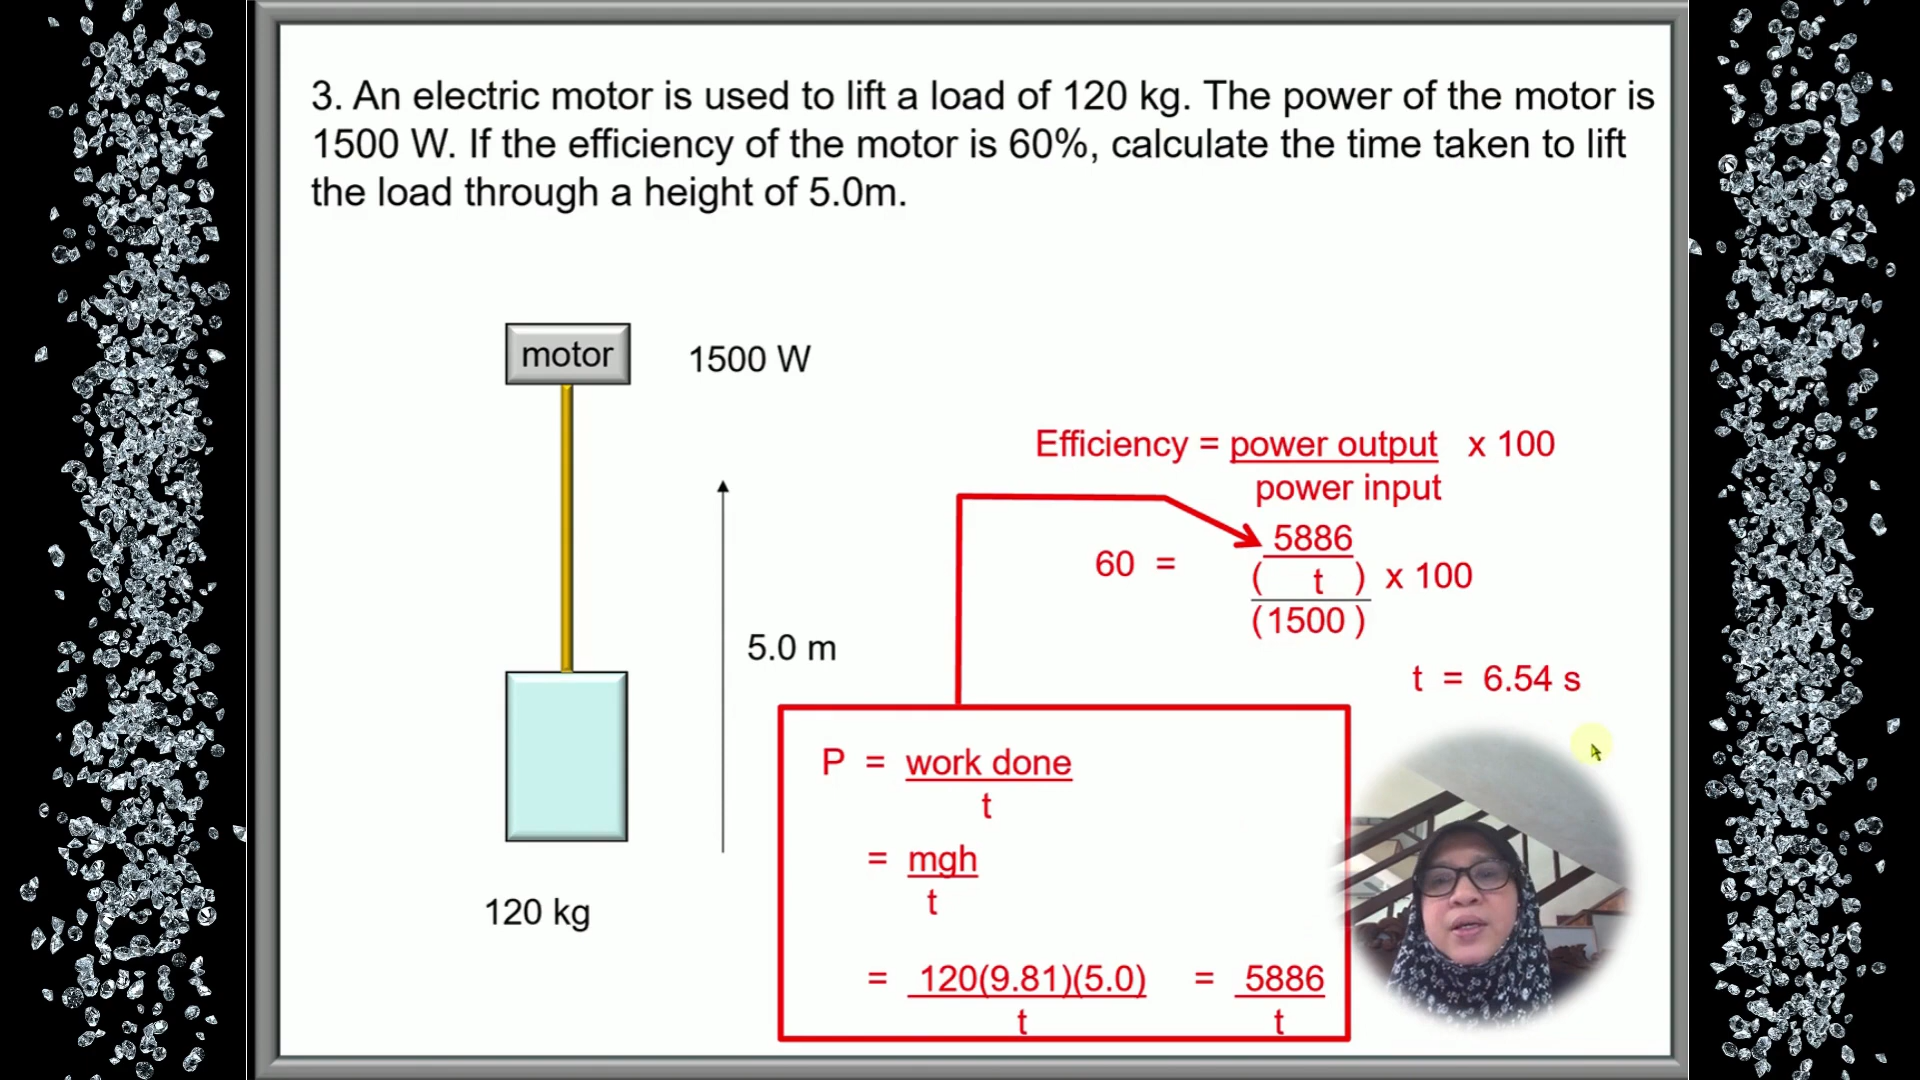 3. An electric motor is used to lift a load of 120 kg. The power of the motor is
1500 W. If the efficiency of the motor is 60%, calculate the time taken to lift
the load through a height of 5.0m.
motor
1500 W
5.0 m
120 kg
Efficiency = power output x 100
power input
60 =
5886
( t ) x 100
(1500 )
t = 6.54 s
P = work done
t
= mgh
t
= 120(9.81)(5.0) = 5886
t t